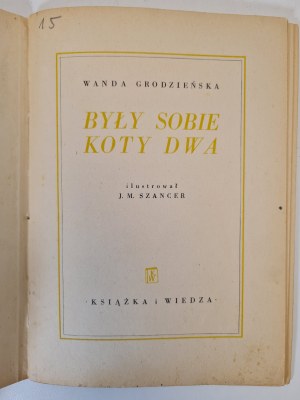 15
WANDA GRODZIEŃSKA
BYŁY SOBIE
KOTY DWA
ilustrował
J. M. SZANCER
·KSIĄŻKA i WIEDZA·